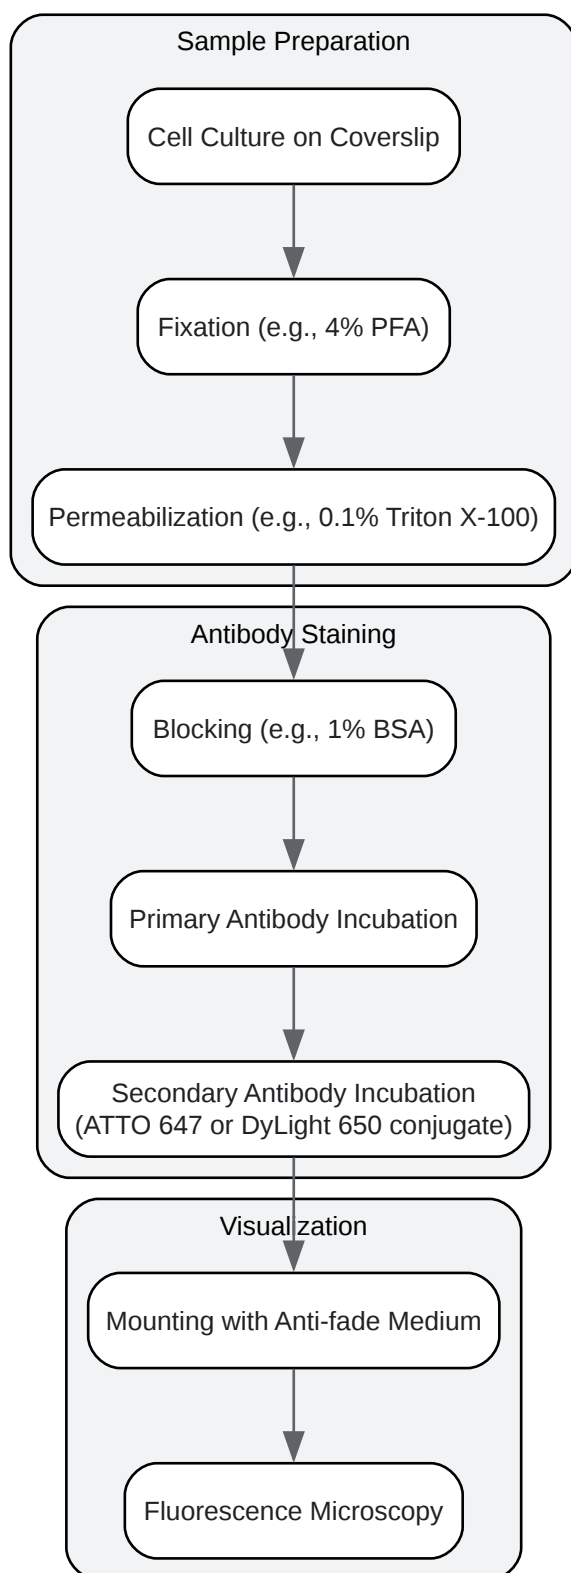 Sample Preparation
Cell Culture on Coverslip
Fixation (e.g., 4% PFA)
Permeabilization (e.g., 0.1% Triton X-100)
Antibody Staining
Blocking (e.g., 1% BSA)
Primary Antibody Incubation
Secondary Antibody Incubation
(ATTO 647 or DyLight 650 conjugate)
Visualization
Mounting with Anti-fade Medium
Fluorescence Microscopy